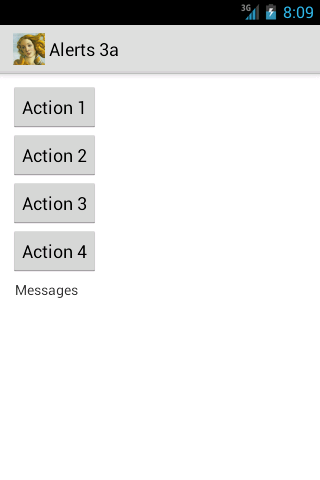 3G 8:09
Alerts 3a
Action 1
Action 2
Action 3
Action 4
Messages